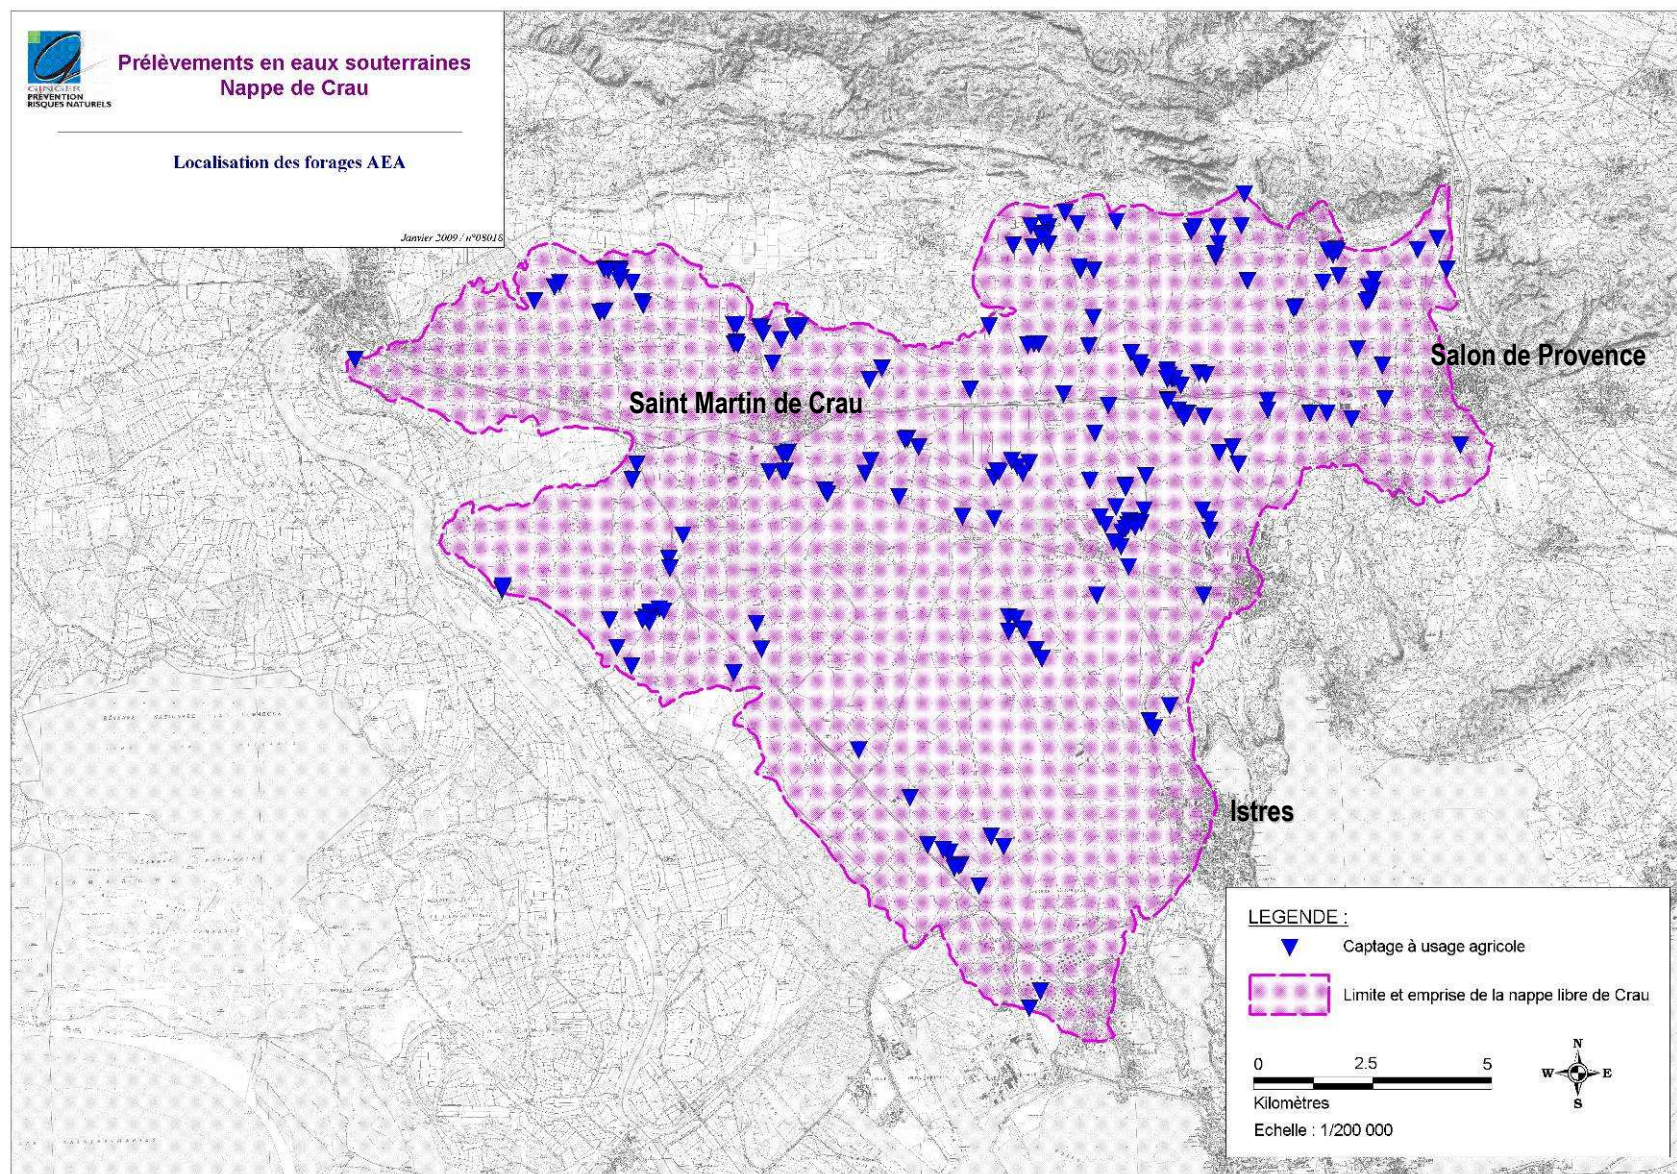 GINGER
PRÉVENTION
RISQUES NATURELS
Prélèvements en eaux souterraines
Nappe de Crau
Localisation des forages AEA
Janvier 2009 / n°08018
Salon de Provence
Saint Martin de Crau
Istres
LEGENDE :
Captage à usage agricole
Limite et emprise de la nappe libre de Crau
0 2.5 5
Kilomètres
Echelle : 1/200 000
N
W E
S